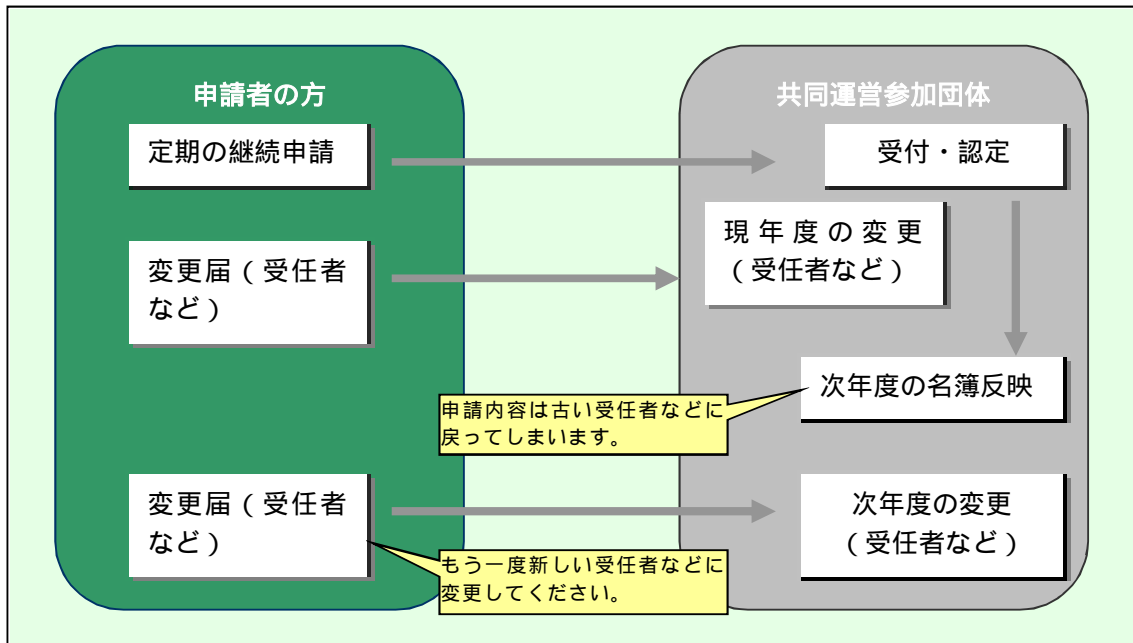 申請者の方
共同運営参加団体
定期の継続申請
受付・認定
変更届（受任者
など）
現年度の変更
（受任者など）
次年度の名簿反映
申請内容は古い受任者などに
戻ってしまいます。
変更届（受任者
など）
次年度の変更
（受任者など）
もう一度新しい受任者などに
変更してください。